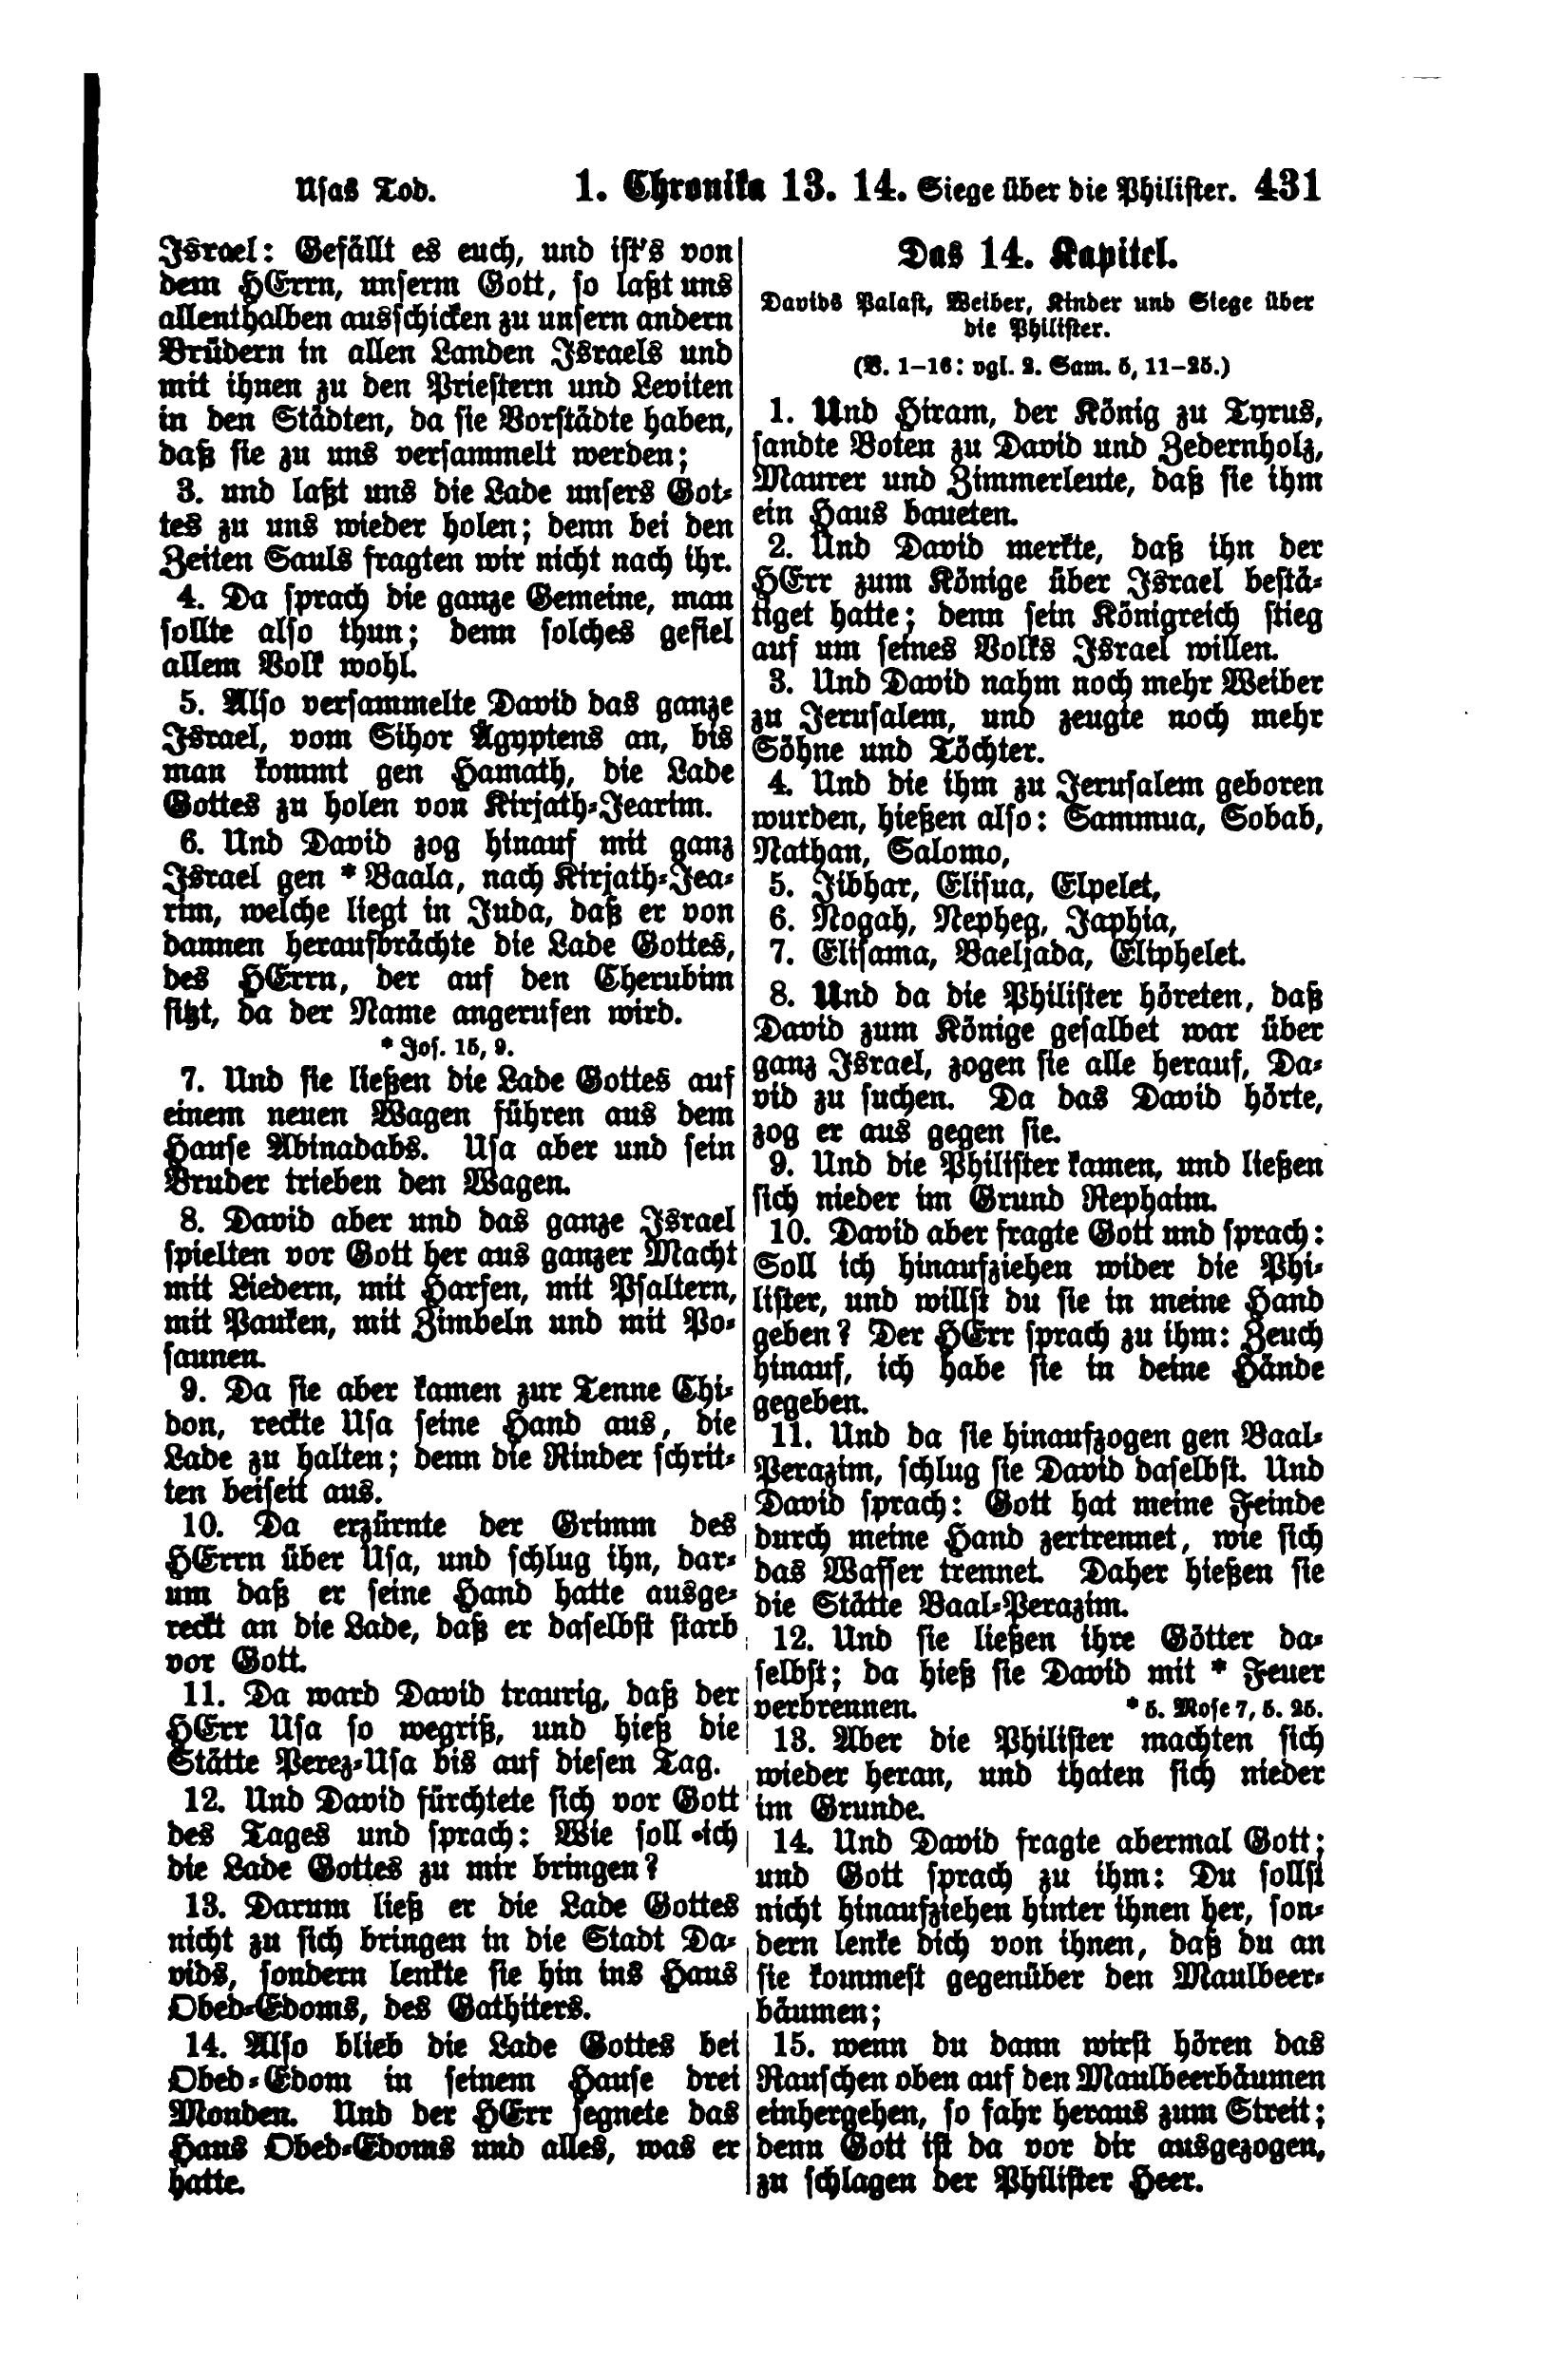 Usas Tod. 1. Chronika 13. 14. Siege über die Philister. 431
Israel: Gefällt es euch, und ist's von
dem HErrn, unserm Gott, so laßt uns
allenthalben ausschicken zu unsern andern
Brüdern in allen Landen Israels und
mit ihnen zu den Priestern und Leviten
in den Städten, da sie Vorstädte haben,
daß sie zu uns versammelt werden;
3. und laßt uns die Lade unsers Got-
tes zu uns wieder holen; denn bei den
Zeiten Sauls fragten wir nicht nach ihr.
4. Da sprach die ganze Gemeine, man
sollte also thun; denn solches gefiel
allem Volk wohl.
5. Also versammelte David das ganze
Israel, vom Sihor Ägyptens an, bis
man kommt gen Hamath, die Lade
Gottes zu holen von Kirjath-Jearim.
6. Und David zog hinauf mit ganz
Israel gen * Baala, nach Kirjath-Jea-
rim, welche liegt in Juda, daß er von
dannen heraufbrächte die Lade Gottes,
des HErrn, der auf den Cherubim
sitzt, da der Name angerufen wird.
* Jos. 15, 9.
7. Und sie ließen die Lade Gottes auf
einem neuen Wagen führen aus dem
Hause Abinadabs. Usa aber und sein
Bruder trieben den Wagen.
8. David aber und das ganze Israel
spielten vor Gott her aus ganzer Macht
mit Liedern, mit Harfen, mit Psaltern,
mit Pauken, mit Zimbeln und mit Po-
saunen.
9. Da sie aber kamen zur Tenne Chi-
don, reckte Usa seine Hand aus, die
Lade zu halten; denn die Rinder schrit-
ten beiseit aus.
10. Da erzürnte der Grimm des
HErrn über Usa, und schlug ihn, dar-
um daß er seine Hand hatte ausge-
reckt an die Lade, daß er daselbst starb
vor Gott.
11. Da ward David traurig, daß der
HErr Usa so wegriß, und hieß die
Stätte Perez-Usa bis auf diesen Tag.
12. Und David fürchtete sich vor Gott
des Tages und sprach: Wie soll ich
die Lade Gottes zu mir bringen?
13. Darum ließ er die Lade Gottes
nicht zu sich bringen in die Stadt Da-
vids, sondern lenkte sie hin ins Haus
Obed-Edoms, des Gathiters.
14. Also blieb die Lade Gottes bei
Obed-Edom in seinem Hause drei
Monden. Und der HErr segnete das
Haus Obed-Edoms und alles, was er
hatte.
Das 14. Kapitel.
Davids Palast, Weiber, Kinder und Siege über
die Philister.
(V. 1-16: vgl. 2. Sam. 5, 11-25.)
1. Und Hiram, der König zu Tyrus,
sandte Boten zu David und Zedernholz,
Maurer und Zimmerleute, daß sie ihm
ein Haus baueten.
2. Und David merkte, daß ihn der
HErr zum Könige über Israel bestä-
tiget hatte; denn sein Königreich stieg
auf um seines Volks Israel willen.
3. Und David nahm noch mehr Weiber
zu Jerusalem, und zeugte noch mehr
Söhne und Töchter.
4. Und die ihm zu Jerusalem geboren
wurden, hießen also: Sammua, Sobab,
Nathan, Salomo,
5. Jibhar, Elisua, Elpelet,
6. Nogah, Nepheg, Japhia,
7. Elisama, Baeljada, Eliphelet.
8. Und da die Philister höreten, daß
David zum Könige gesalbet war über
ganz Israel, zogen sie alle herauf, Da-
vid zu suchen. Da das David hörte,
zog er aus gegen sie.
9. Und die Philister kamen, und ließen
sich nieder im Grund Rephaim.
10. David aber fragte Gott und sprach:
Soll ich hinaufziehen wider die Phi-
lister, und willst du sie in meine Hand
geben? Der HErr sprach zu ihm: Zeuch
hinauf, ich habe sie in deine Hände
gegeben.
11. Und da sie hinaufzogen gen Baal-
Perazim, schlug sie David daselbst. Und
David sprach: Gott hat meine Feinde
durch meine Hand zertrennet, wie sich
das Wasser trennet. Daher hießen sie
die Stätte Baal-Perazim.
12. Und sie ließen ihre Götter da-
selbst; da hieß sie David mit * Feuer
verbrennen. * 5. Mose 7, 5. 25.
13. Aber die Philister machten sich
wieder heran, und thaten sich nieder
im Grunde.
14. Und David fragte abermal Gott;
und Gott sprach zu ihm: Du sollst
nicht hinaufziehen hinter ihnen her, son-
dern lenke dich von ihnen, daß du an
sie kommest gegenüber den Maulbeer-
bäumen;
15. wenn du dann wirst hören das
Rauschen oben auf den Maulbeerbäumen
einhergehen, so fahr heraus zum Streit;
denn Gott ist da vor dir ausgezogen,
zu schlagen der Philister Heer.